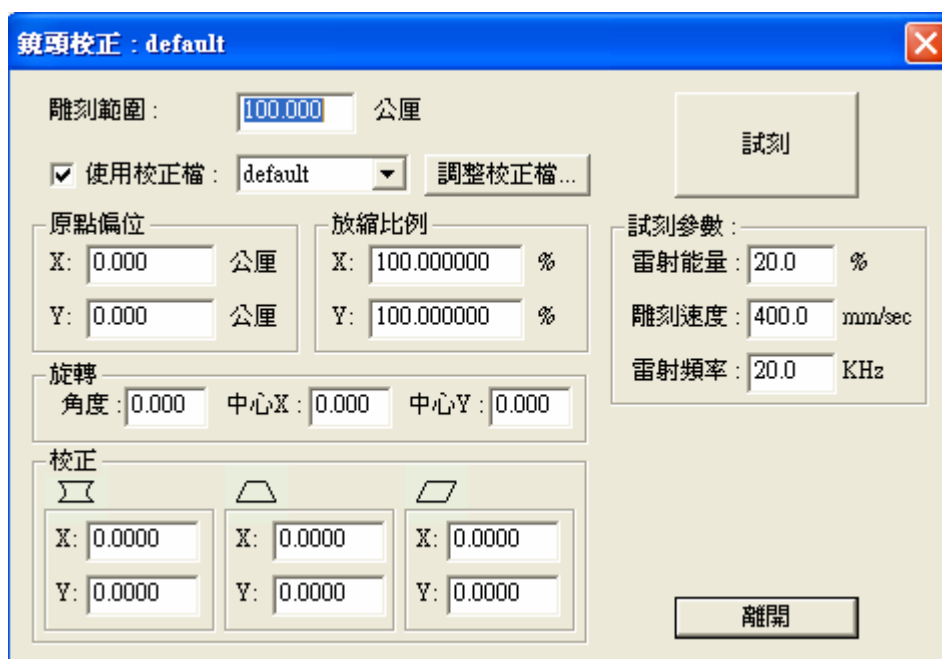 鏡頭校正 : default
雕刻範圍 : 100.000 公厘
試刻
使用校正檔 : default 調整校正檔...
原點偏位
X: 0.000 公厘
Y: 0.000 公厘
放縮比例
X: 100.000000 %
Y: 100.000000 %
試刻參數 :
雷射能量 : 20.0 %
雕刻速度 : 400.0 mm/sec
雷射頻率 : 20.0 KHz
旋轉
角度 : 0.000 中心X : 0.000 中心Y : 0.000
校正
X: 0.0000 X: 0.0000 X: 0.0000
Y: 0.0000 Y: 0.0000 Y: 0.0000
離開